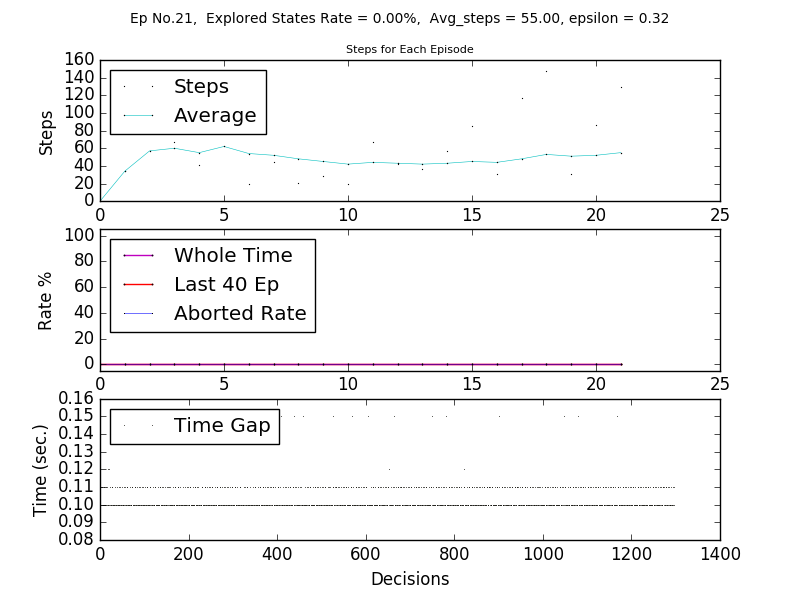 Ep No.21,  Explored States Rate = 0.00%,  Avg_steps = 55.00, epsilon = 0.32
Steps for Each Episode
Steps
160
140
120
100
80
60
40
20
0
Steps
Average
0 5 10 15 20 25
Rate %
100
80
60
40
20
0
Whole Time
Last 40 Ep
Aborted Rate
0 5 10 15 20 25
Time (sec.)
0.16
0.15
0.14
0.13
0.12
0.11
0.10
0.09
0.08
Time Gap
0 200 400 600 800 1000 1200 1400
Decisions